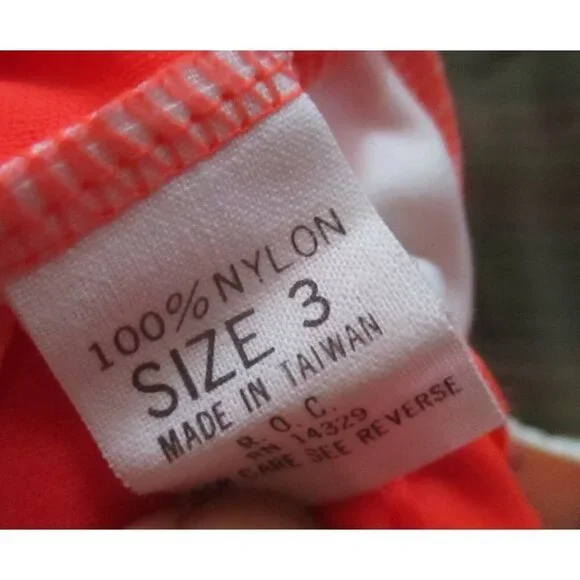 100% NYLON
SIZE 3
MADE IN TAIWAN
R. O. C.
RN 14329
CARE SEE REVERSE